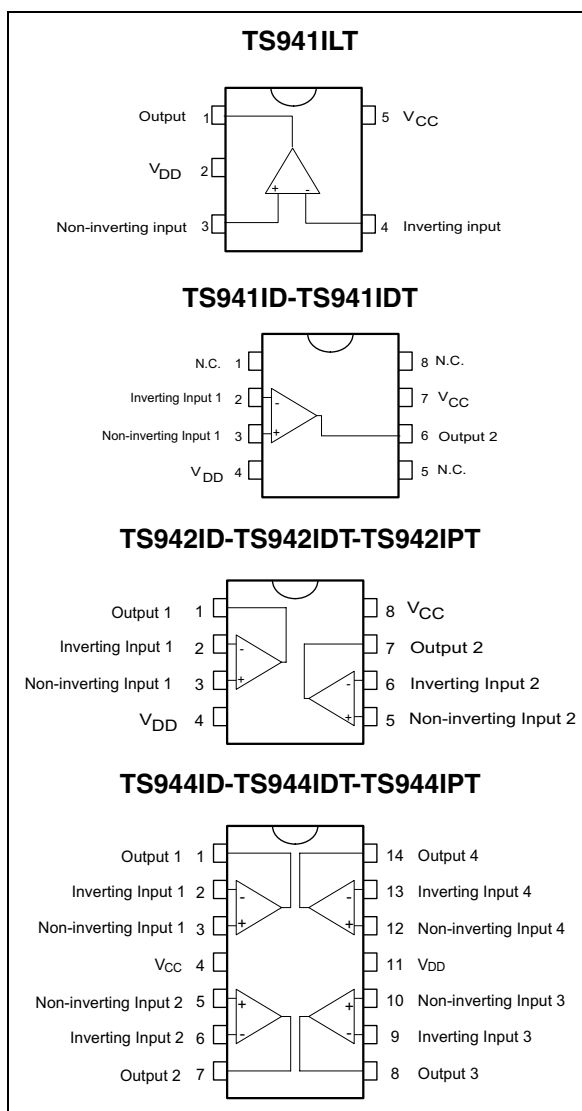 TS941ILT
Output 1 5 VCC
VDD 2
+ -
Non-inverting input 3 4 Inverting input
TS941ID-TS941IDT
N.C. 1 8 N.C.
Inverting Input 1 2 - 7 VCC
Non-inverting Input 1 3 + 6 Output 2
VDD 4 5 N.C.
TS942ID-TS942IDT-TS942IPT
Output 1 1 8 VCC
Inverting Input 1 2 - 7 Output 2
Non-inverting Input 1 3 + - 6 Inverting Input 2
VDD 4 + 5 Non-inverting Input 2
TS944ID-TS944IDT-TS944IPT
Output 1 1 14 Output 4
Inverting Input 1 2 - - 13 Inverting Input 4
Non-inverting Input 1 3 + + 12 Non-inverting Input 4
VCC 4 11 VDD
Non-inverting Input 2 5 + + 10 Non-inverting Input 3
Inverting Input 2 6 - - 9 Inverting Input 3
Output 2 7 8 Output 3